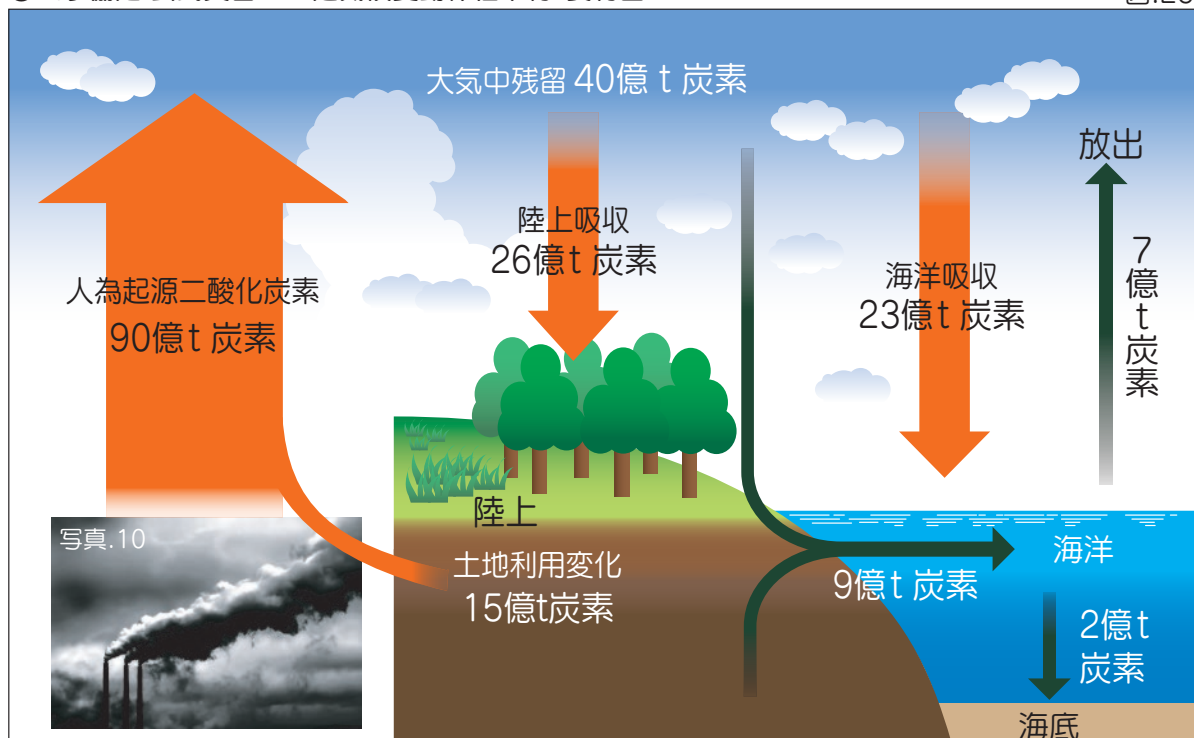 大気中残留 40億 t 炭素
放出
陸上吸収
26億t 炭素
海洋吸収
23億t 炭素
7億t炭素
人為起源二酸化炭素
90億t 炭素
写真.10
陸上
土地利用変化
15億t炭素
海洋
9億t 炭素
2億t
炭素
海底